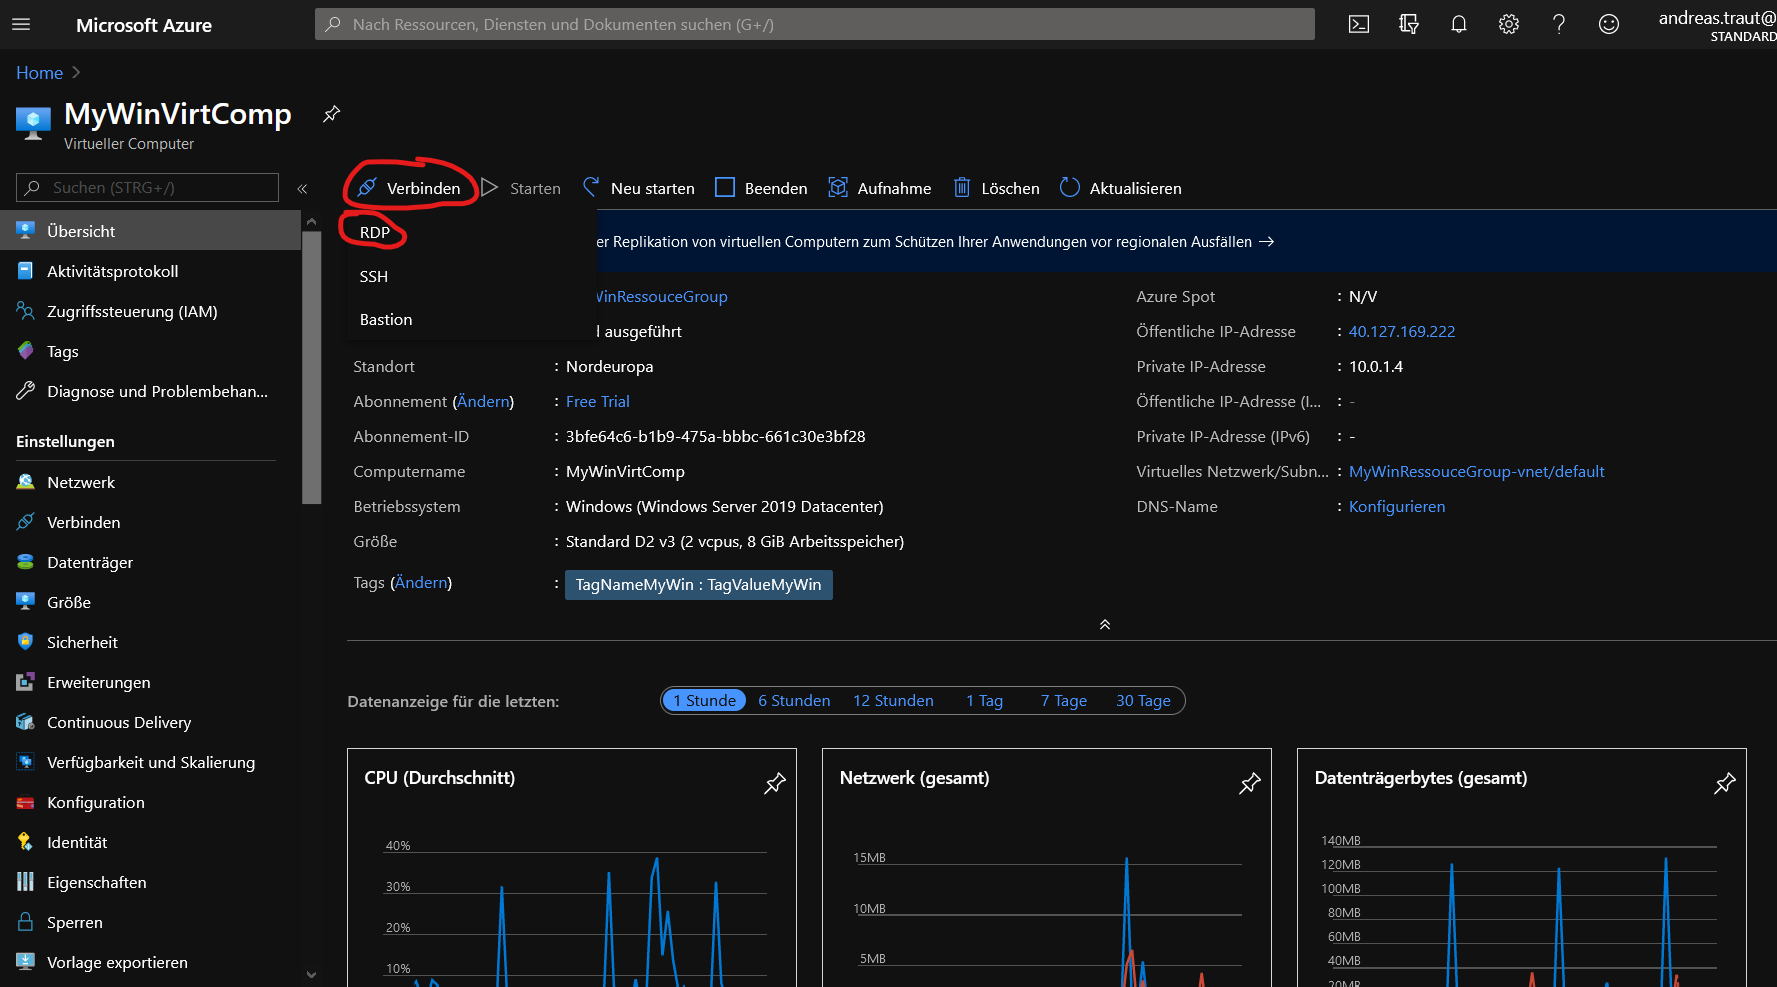 Microsoft Azure
Nach Ressourcen, Diensten und Dokumenten suchen (G+/)
andreas.traut@
STANDARD
Home
MyWinVirtComp
Virtueller Computer
Suchen (STRG+/)
Verbinden
Starten
Neu starten
Beenden
Aufnahme
Löschen
Aktualisieren
RDP
SSH
Bastion
Übersicht
Aktivitätsprotokoll
Zugriffssteuerung (IAM)
Tags
Diagnose und Problembehan...
Einstellungen
Netzwerk
Verbinden
Datenträger
Größe
Sicherheit
Erweiterungen
Continuous Delivery
Verfügbarkeit und Skalierung
Konfiguration
Identität
Eigenschaften
Sperren
Vorlage exportieren
er Replikation von virtuellen Computern zum Schützen Ihrer Anwendungen vor regionalen Ausfällen →
WinRessouceGroup
ausgeführt
Standort : Nordeuropa
Abonnement (Ändern) : Free Trial
Abonnement-ID : 3bfe64c6-b1b9-475a-bbbc-661c30e3bf28
Computername : MyWinVirtComp
Betriebssystem : Windows (Windows Server 2019 Datacenter)
Größe : Standard D2 v3 (2 vcpus, 8 GiB Arbeitsspeicher)
Tags (Ändern) : TagNameMyWin : TagValueMyWin
Azure Spot : N/V
Öffentliche IP-Adresse : 40.127.169.222
Private IP-Adresse : 10.0.1.4
Öffentliche IP-Adresse (I... : -
Private IP-Adresse (IPv6) : -
Virtuelles Netzwerk/Subn... : MyWinRessouceGroup-vnet/default
DNS-Name : Konfigurieren
Datenanzeige für die letzten:
1 Stunde
6 Stunden
12 Stunden
1 Tag
7 Tage
30 Tage
CPU (Durchschnitt)
40%
30%
20%
10%
Netzwerk (gesamt)
15MB
10MB
5MB
Datenträgerbytes (gesamt)
140MB
120MB
100MB
80MB
60MB
40MB
20MB